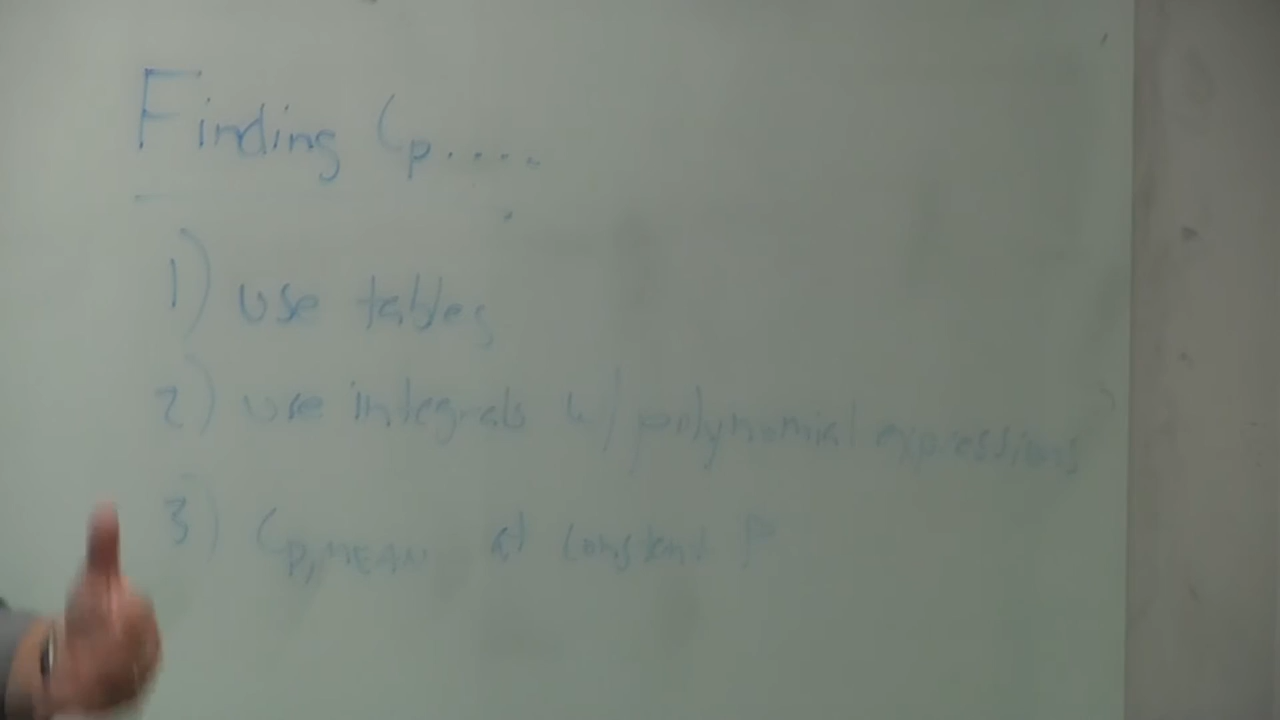 Finding Cp.....
1) use tables
2) use integrals w/ polynomial expressions
3) Cp,MEAN at constant P